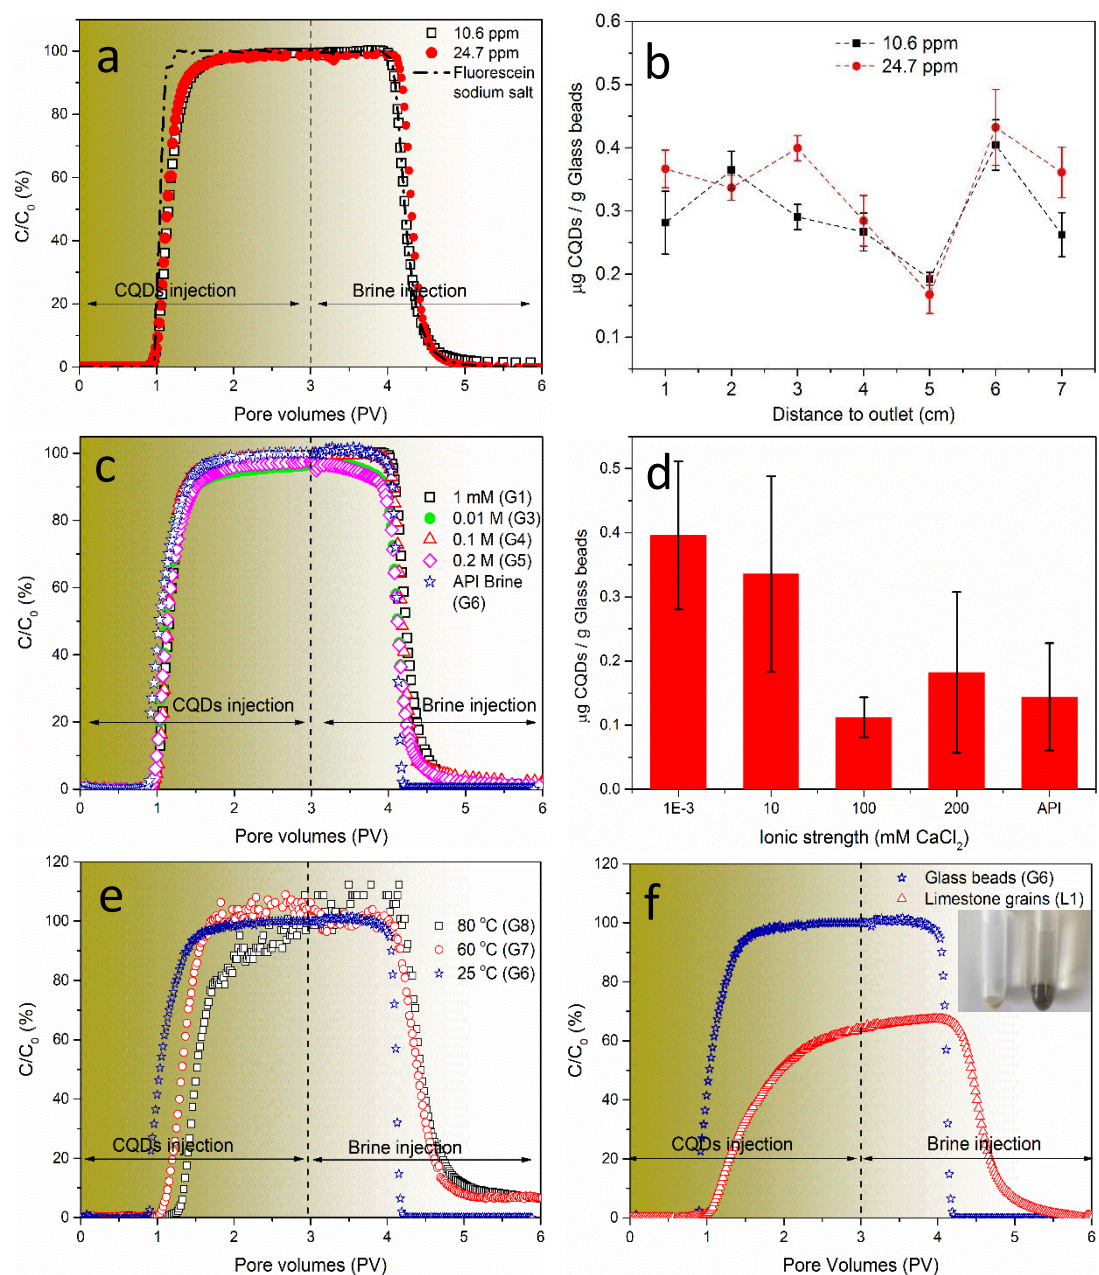 a
10.6 ppm
24.7 ppm
Fluorescein
sodium salt
100
80
60
40
20
0
C/C0 (%)
CQDs injection
Brine injection
0 1 2 3 4 5 6
Pore volumes (PV)
b
10.6 ppm
24.7 ppm
0.6
0.5
0.4
0.3
0.2
0.1
µg CQDs / g Glass beads
1 2 3 4 5 6 7
Distance to outlet (cm)
c
1 mM (G1)
0.01 M (G3)
0.1 M (G4)
0.2 M (G5)
API Brine
(G6)
100
80
60
40
20
0
C/C0 (%)
CQDs injection
Brine injection
0 1 2 3 4 5 6
Pore volumes (PV)
d
0.5
0.4
0.3
0.2
0.1
0.0
µg CQDs / g Glass beads
1E-3 10 100 200 API
Ionic strength (mM CaCl2)
e
80 °C (G8)
60 °C (G7)
25 °C (G6)
120
100
80
60
40
20
0
C/C0 (%)
CQDs injection
Brine injection
0 1 2 3 4 5 6
Pore volumes (PV)
f
Glass beads (G6)
Limestone grains (L1)
120
100
80
60
40
20
0
C/C0 (%)
CQDs injection
Brine injection
0 1 2 3 4 5 6
Pore Volumes (PV)